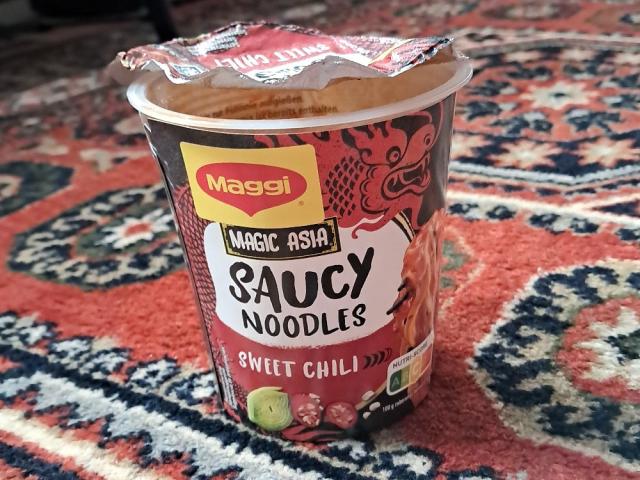 SWEET CHILI
Maggi
MAGIC ASIA
SAUCY
NOODLES
SWEET CHILI
NUTRI-SCORE
A